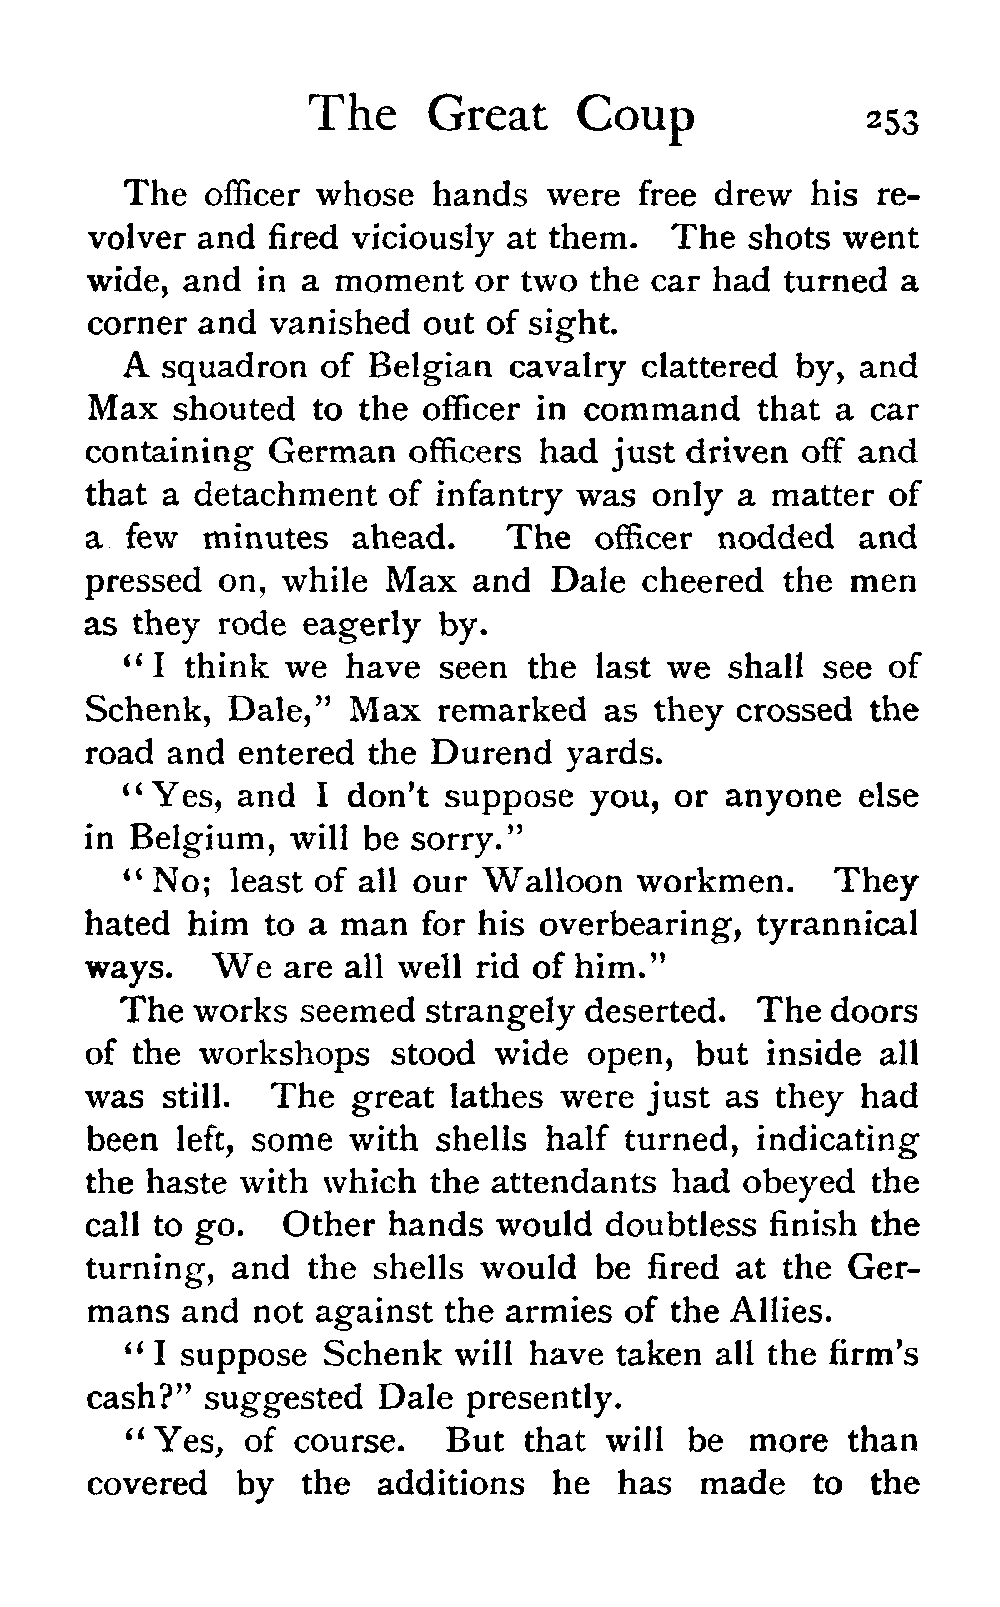 The Great Coup 253
The officer whose hands were free drew his re-
volver and fired viciously at them. The shots went
wide, and in a moment or two the car had turned a
corner and vanished out of sight.
A squadron of Belgian cavalry clattered by, and
Max shouted to the officer in command that a car
containing German officers had just driven off and
that a detachment of infantry was only a matter of
a few minutes ahead. The officer nodded and
pressed on, while Max and Dale cheered the men
as they rode eagerly by.
"I think we have seen the last we shall see of
Schenk, Dale," Max remarked as they crossed the
road and entered the Durend yards.
"Yes, and I don't suppose you, or anyone else
in Belgium, will be sorry."
"No; least of all our Walloon workmen. They
hated him to a man for his overbearing, tyrannical
ways. We are all well rid of him."
The works seemed strangely deserted. The doors
of the workshops stood wide open, but inside all
was still. The great lathes were just as they had
been left, some with shells half turned, indicating
the haste with which the attendants had obeyed the
call to go. Other hands would doubtless finish the
turning, and the shells would be fired at the Ger-
mans and not against the armies of the Allies.
"I suppose Schenk will have taken all the firm's
cash?" suggested Dale presently.
"Yes, of course. But that will be more than
covered by the additions he has made to the